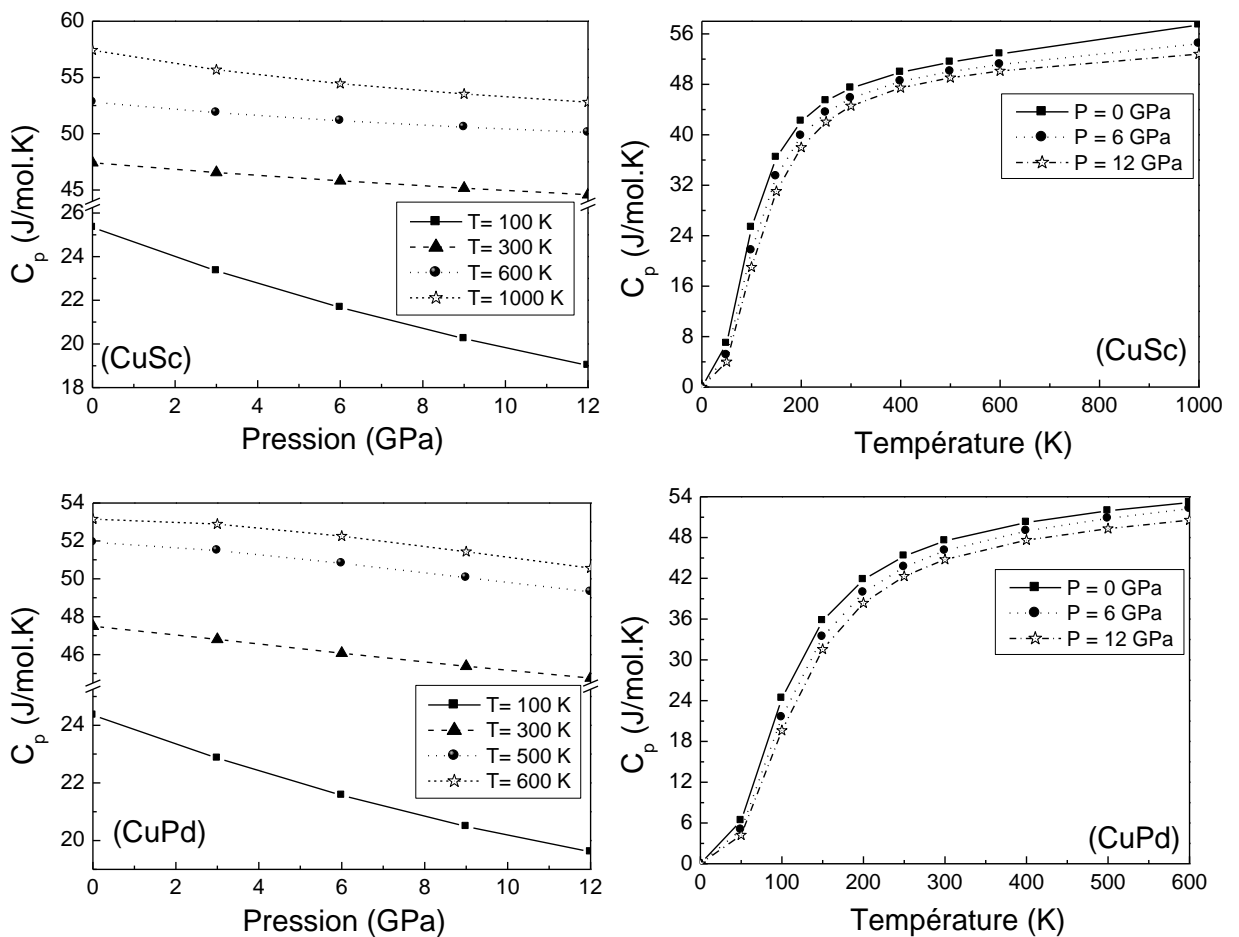 60
55
50
45
26
24
22
20
18
C_p (J/mol.K)
T= 100 K
T= 300 K
T= 600 K
T= 1000 K
(CuSc)
0 2 4 6 8 10 12
Pression (GPa)
56
48
40
32
24
16
8
0
C_p (J/mol.K)
P = 0 GPa
P = 6 GPa
P = 12 GPa
(CuSc)
0 200 400 600 800 1000
Température (K)
54
52
50
48
46
24
22
20
C_p (J/mol.K)
T= 100 K
T= 300 K
T= 500 K
T= 600 K
(CuPd)
0 2 4 6 8 10 12
Pression (GPa)
54
48
42
36
30
24
18
12
6
0
C_p (J/mol.K)
P = 0 GPa
P = 6 GPa
P = 12 GPa
(CuPd)
0 100 200 300 400 500 600
Température (K)